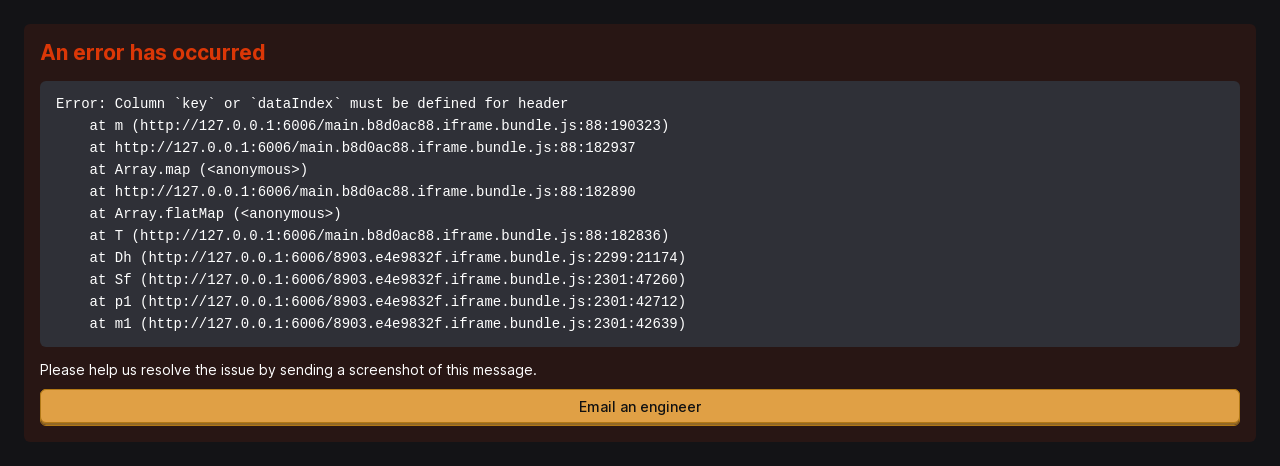 An error has occurred
Error: Column `key` or `dataIndex` must be defined for header
    at m (http://127.0.0.1:6006/main.b8d0ac88.iframe.bundle.js:88:190323)
    at http://127.0.0.1:6006/main.b8d0ac88.iframe.bundle.js:88:182937
    at Array.map (<anonymous>)
    at http://127.0.0.1:6006/main.b8d0ac88.iframe.bundle.js:88:182890
    at Array.flatMap (<anonymous>)
    at T (http://127.0.0.1:6006/main.b8d0ac88.iframe.bundle.js:88:182836)
    at Dh (http://127.0.0.1:6006/8903.e4e9832f.iframe.bundle.js:2299:21174)
    at Sf (http://127.0.0.1:6006/8903.e4e9832f.iframe.bundle.js:2301:47260)
    at p1 (http://127.0.0.1:6006/8903.e4e9832f.iframe.bundle.js:2301:42712)
    at m1 (http://127.0.0.1:6006/8903.e4e9832f.iframe.bundle.js:2301:42639)
Please help us resolve the issue by sending a screenshot of this message.
Email an engineer